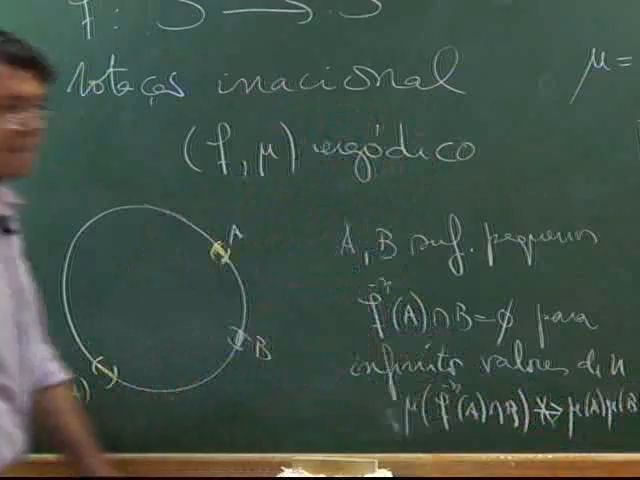 f: S → S
μ =
rotação irracional
(f, μ) ergódico
A
B
A, B suf. pequenos
f⁻ⁿ(A) ∩ B = ∅ para
infinitos valores de n
μ(f⁻ⁿ(A) ∩ B) ↛ μ(A) μ(B